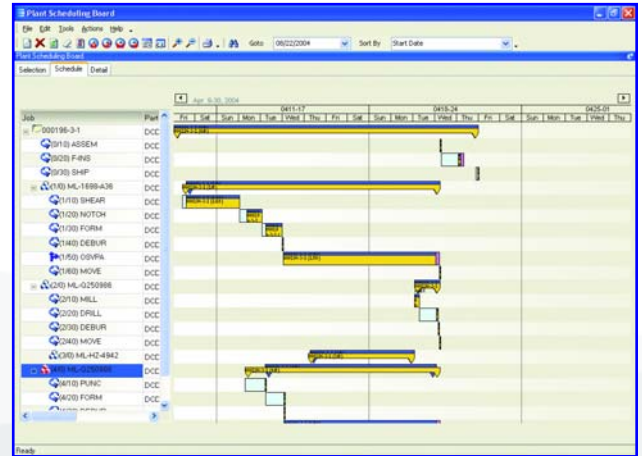 Plant Scheduling Board
File Edit Tools Actions Help
Goto 08/22/2004 Sort By Start Date
Plant Scheduling Board
Selection Schedule Detail
Apr 9-30, 2004
0411-17 0418-24 0425-01
Job Part Fri Sat Sun Mon Tue Wed Thu Fri Sat Sun Mon Tue Wed Thu Fri Sat Sun Mon Tue Wed Thu
000196-3-1 DCC
(0/10) ASSEM DCC
(0/20) F-INS DCC
(0/30) SHIP DCC
(1/0) ML-1698-A36 DCC
(1/10) SHEAR DCC
(1/20) NOTCH DCC
(1/30) FORM DCC
(1/40) DEBUR DCC
(1/50) OSVPA DCC
(1/60) MOVE DCC
(2/0) ML-G250986 DCC
(2/10) MILL DCC
(2/20) DRILL DCC
(2/30) DEBUR DCC
(2/40) MOVE DCC
(3/0) ML-HZ-4942 DCC
(4/0) ML-G250986 DCC
(4/10) PUNC DCC
(4/20) FORM DCC
Ready